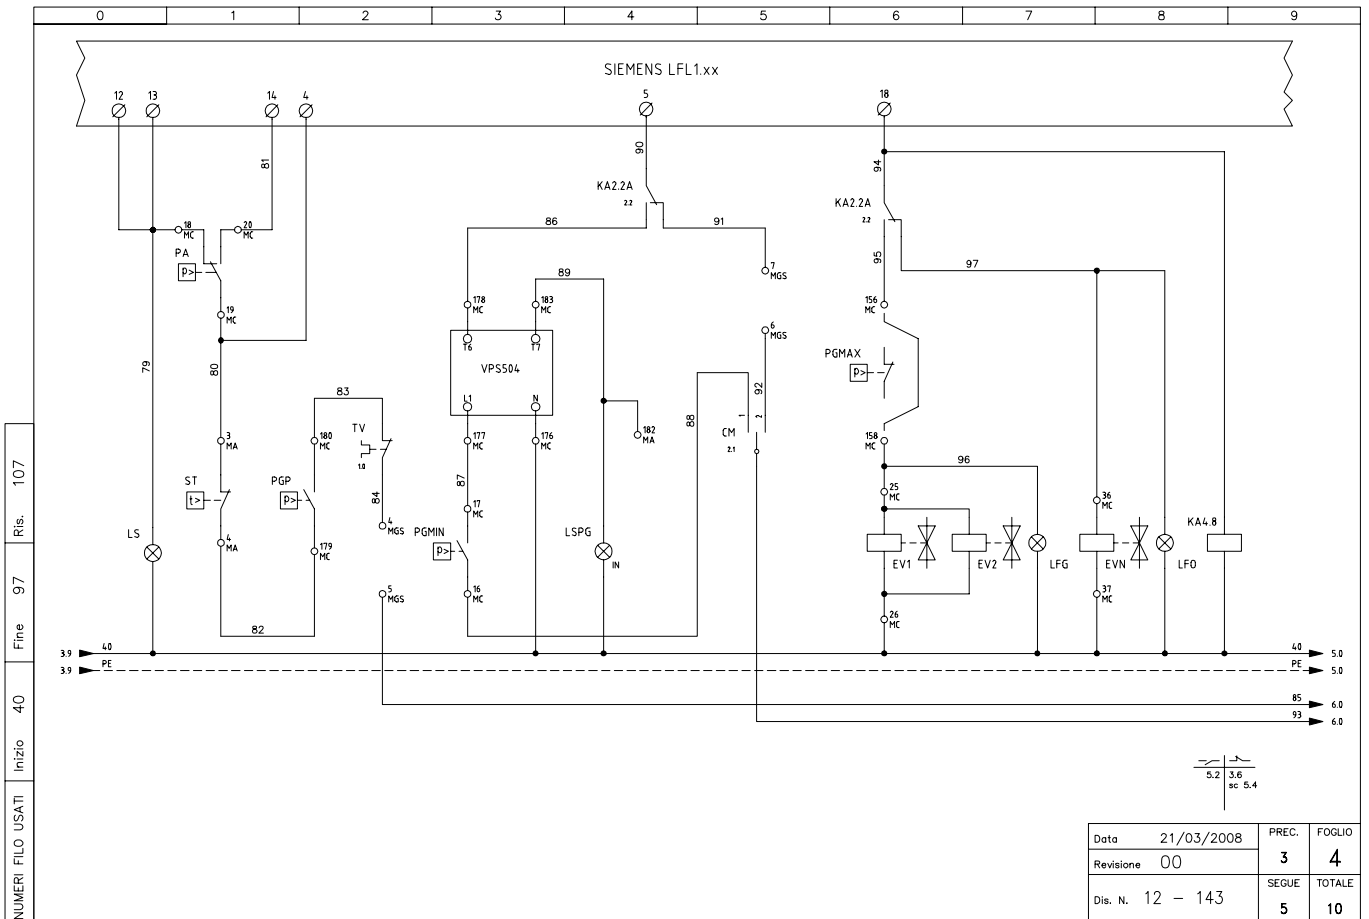 0 1 2 3 4 5 6 7 8 9
SIEMENS LFL1.xx
12 13 14 4 5 18
81
90
94
KA2.2A
2.2
KA2.2A
2.2
18
MC
20
MC
86
91
PA
P>
95
97
89
7
MGS
19
MC
178
MC
183
MC
156
MC
6
MGS
T6
T7
VPS504
L1
N
PGMAX
P>
79
80
83
92
88
1
2
CM
2.1
3
MA
180
MC
TV
1.0
177
MC
176
MC
182
MA
158
MC
96
ST
t>
PGP
P>
84
87
25
MC
36
MC
17
MC
4
MGS
LS
4
MA
179
MC
PGMIN
P>
LSPG
IN
KA4.8
EV1
EV2
LFG
EVN
LFO
5
MGS
16
MC
37
MC
26
MC
82
3.9
40
40
5.0
3.9
PE
PE
5.0
85
6.0
93
6.0
5.2
3.6
sc 5.4
NUMERI FILO USATI
Inizio 40
Fine 97
Ris. 107
Data 21/03/2008
PREC.
3
FOGLIO
4
Revisione 00
Dis. N. 12 - 143
SEGUE
5
TOTALE
10